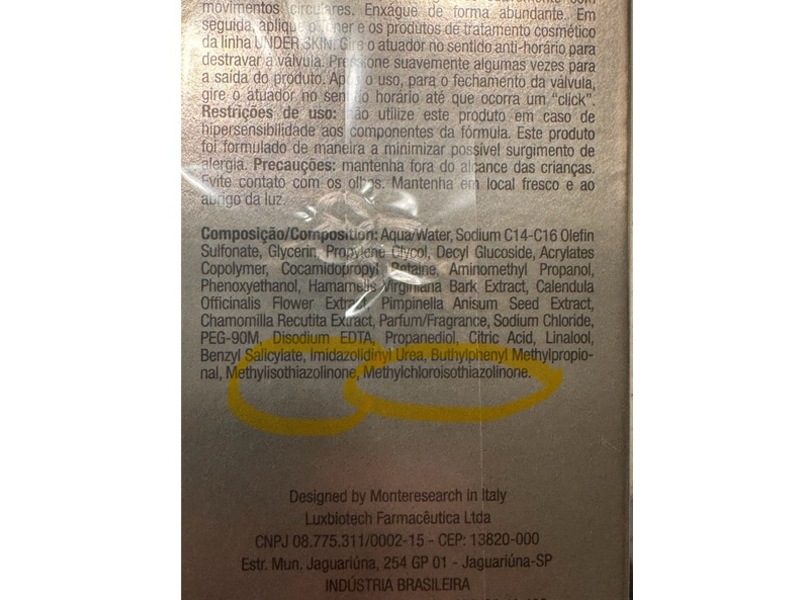 movimentos circulares. Enxágue de forma abundante. Em
seguida, aplique o toner e os produtos de tratamento cosmético
da linha UNDER SKIN. Gire o atuador no sentido anti-horário para
destravar a válvula. Pressione suavemente algumas vezes para
a saída do produto. Após o uso, para o fechamento da válvula,
gire o atuador no sentido horário até que ocorra um “click”.
Restrições de uso: não utilize este produto em caso de
hipersensibilidade aos componentes da fórmula. Este produto
foi formulado de maneira a minimizar possível surgimento de
alergia. Precauções: mantenha fora do alcance das crianças.
Evite contato com os olhos. Mantenha em local fresco e ao
abrigo da luz.
Composição/Composition: Aqua/Water, Sodium C14-C16 Olefin
Sulfonate, Glycerin, Propylene Glycol, Decyl Glucoside, Acrylates
Copolymer, Cocamidopropyl Betaine, Aminomethyl Propanol,
Phenoxyethanol, Hamamelis Virginiana Bark Extract, Calendula
Officinalis Flower Extract, Pimpinella Anisum Seed Extract,
Chamomilla Recutita Extract, Parfum/Fragrance, Sodium Chloride,
PEG-90M, Disodium EDTA, Propanediol, Citric Acid, Linalool,
Benzyl Salicylate, Imidazolidinyl Urea, Buthylphenyl Methylpropio-
nal, Methylisothiazolinone, Methylchloroisothiazolinone.
Designed by Monteresearch in Italy
Luxbiotech Farmacêutica Ltda
CNPJ 08.775.311/0002-15 - CEP: 13820-000
Estr. Mun. Jaguariúna, 254 GP 01 - Jaguariúna-SP
INDÚSTRIA BRASILEIRA